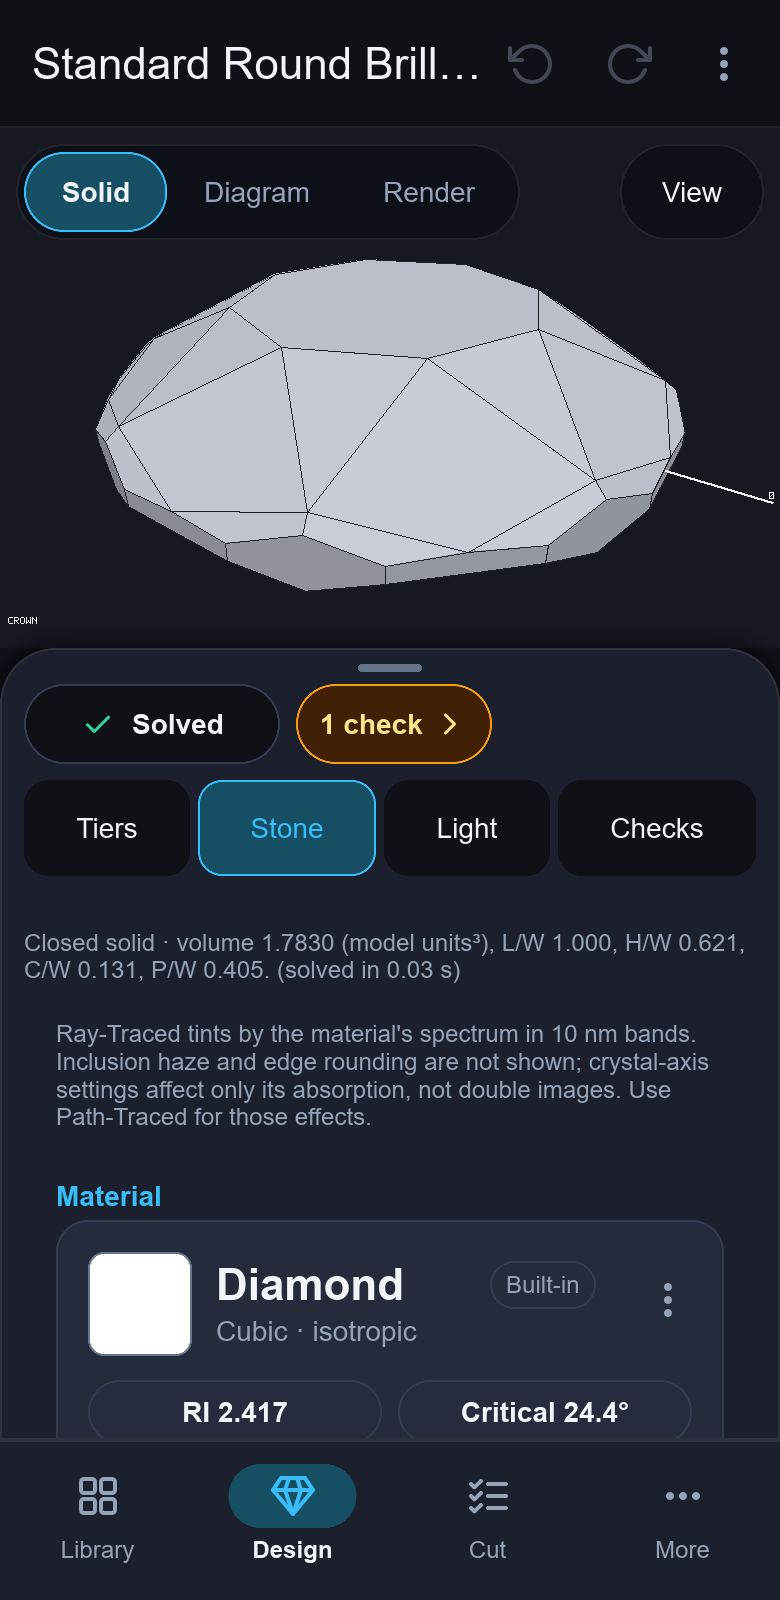 Standard Round Brill...
Solid
Diagram
Render
View
0
CROWN
Solved
1 check
Tiers
Stone
Light
Checks
Closed solid · volume 1.7830 (model units³), L/W 1.000, H/W 0.621,
C/W 0.131, P/W 0.405. (solved in 0.03 s)
Ray-Traced tints by the material's spectrum in 10 nm bands.
Inclusion haze and edge rounding are not shown; crystal-axis
settings affect only its absorption, not double images. Use
Path-Traced for those effects.
Material
Diamond
Built-in
Cubic · isotropic
RI 2.417
Critical 24.4°
Library
Design
Cut
More